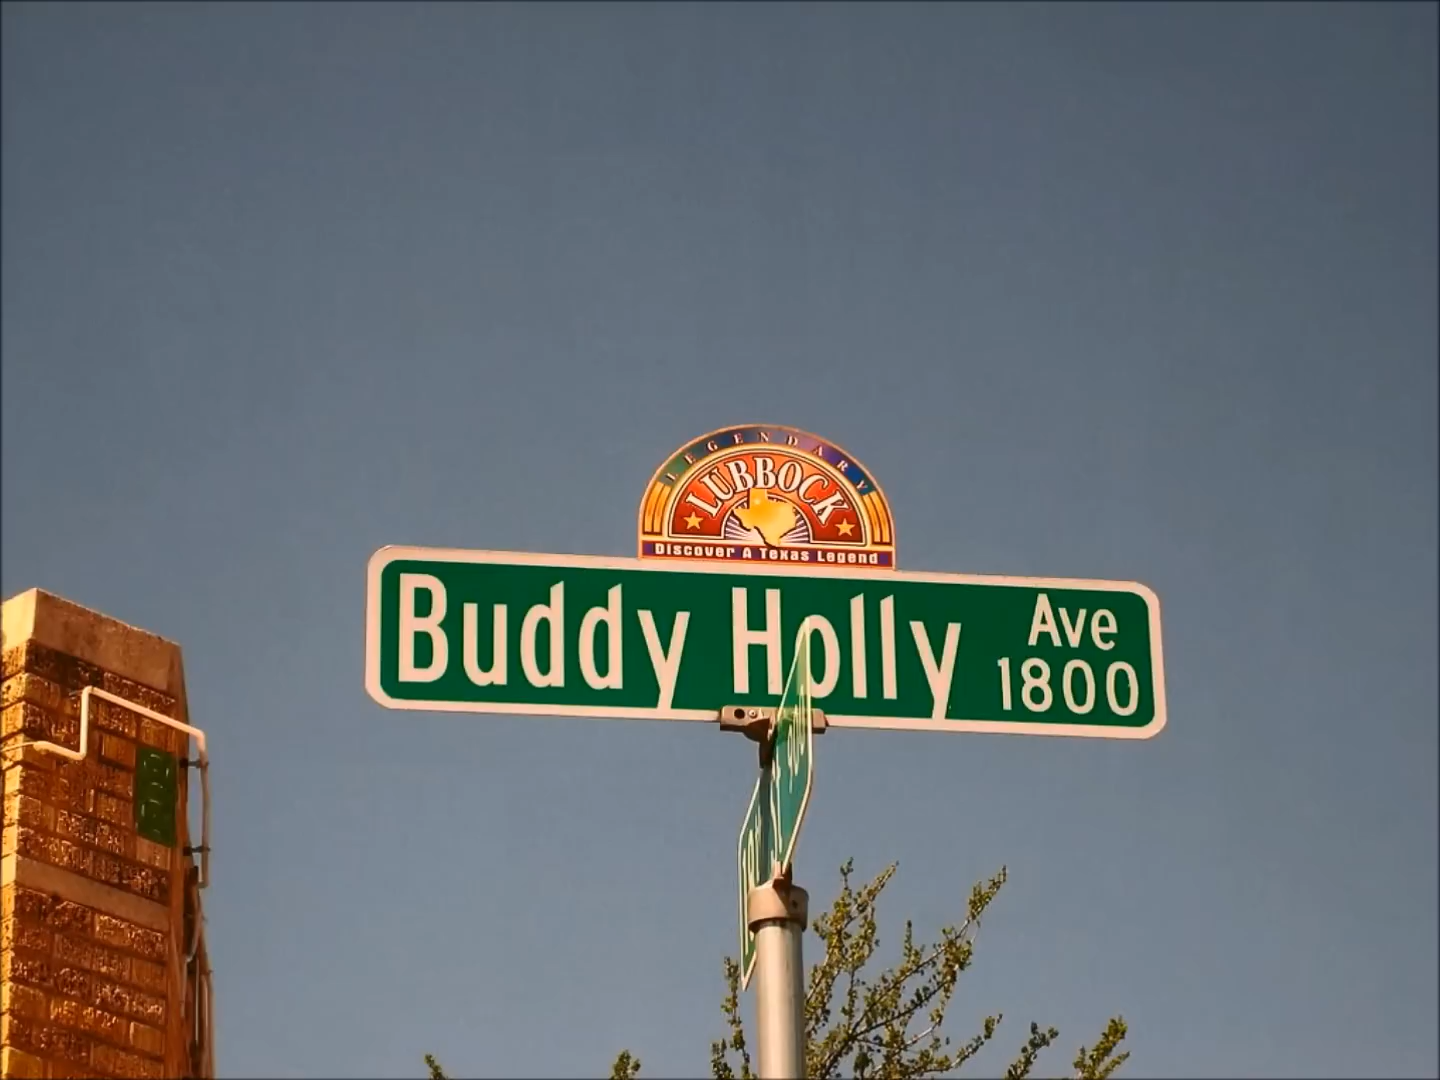 LEGENDARY
LUBBOCK
Discover A Texas Legend
Buddy Holly Ave
1800